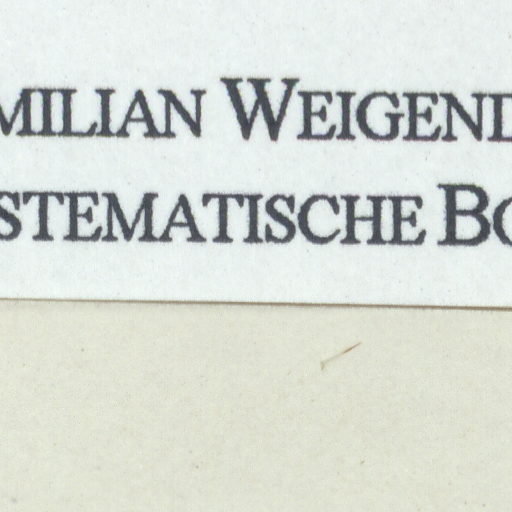 MILIAN WEIGEND
STEMATISCHE BO